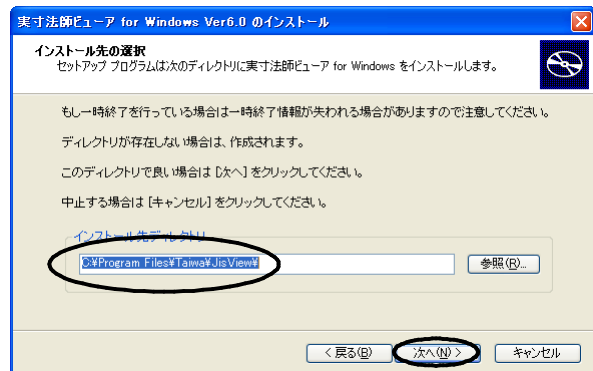 実寸法師ビューア for Windows Ver6.0 のインストール
インストール先の選択
セットアップ プログラムは次のディレクトリに実寸法師ビューア for Windows をインストールします。
もし一時終了を行っている場合は一時終了情報が失われる場合がありますので注意してください。
ディレクトリが存在しない場合は、作成されます。
このディレクトリで良い場合は [次へ] をクリックしてください。
中止する場合は [キャンセル] をクリックしてください。
インストール先ディレクトリ
C:¥Program Files¥Taiwa¥JisView¥
参照(R)...
< 戻る(B) 次へ(N) > キャンセル